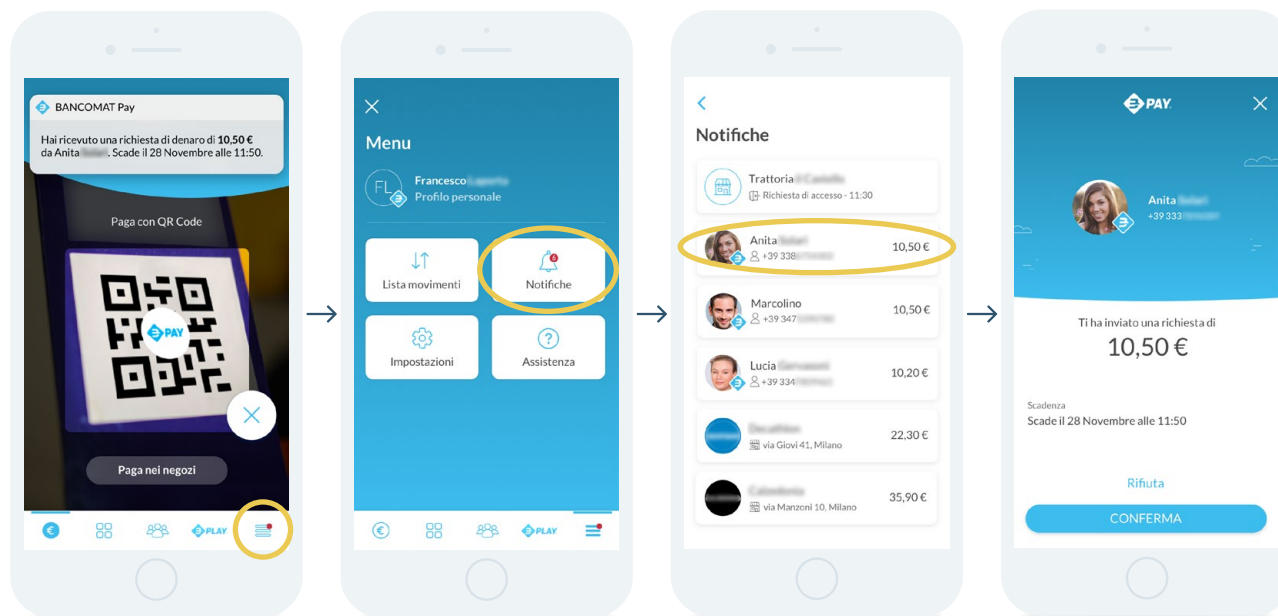 BANCOMAT Pay
Hai ricevuto una richiesta di denaro di 10,50 €
da Anita . Scade il 28 Novembre alle 11:50.
Paga con QR Code
PAY
Paga nei negozi
PLAY
Menu
FL
Francesco
Profilo personale
Lista movimenti
6
Notifiche
Impostazioni
Assistenza
PLAY
Notifiche
Trattoria
Richiesta di accesso - 11:30
Anita
10,50 €
+39 338
Marcolino
10,50 €
+39 347
Lucia
10,20 €
+39 334
22,30 €
via Giovi 41, Milano
35,90 €
via Manzoni 10, Milano
PAY
Anita
+39 333
Ti ha inviato una richiesta di
10,50 €
Scadenza
Scade il 28 Novembre alle 11:50
Rifiuta
CONFERMA